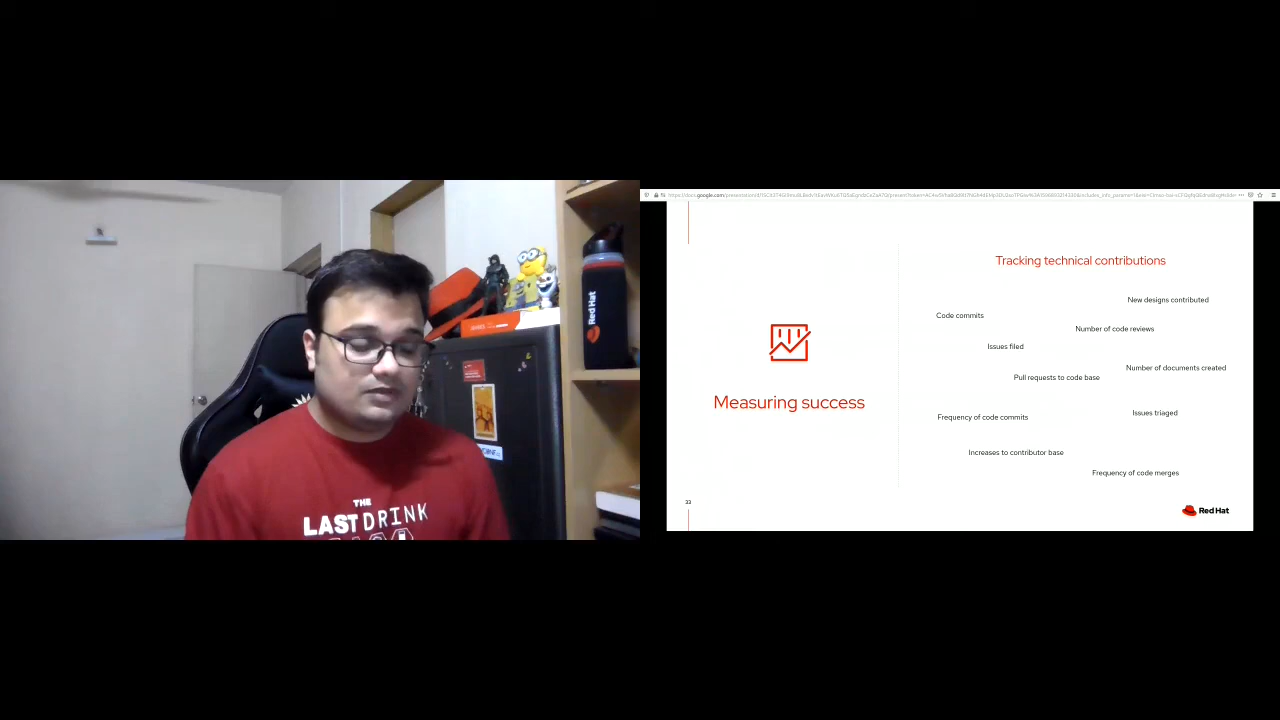 Red Hat
THE
LAST DRINK
Tracking technical contributions
New designs contributed
Code commits
Number of code reviews
Issues filed
Number of documents created
Pull requests to code base
Measuring success
Issues triaged
Frequency of code commits
Increases to contributor base
Frequency of code merges
33
Red Hat